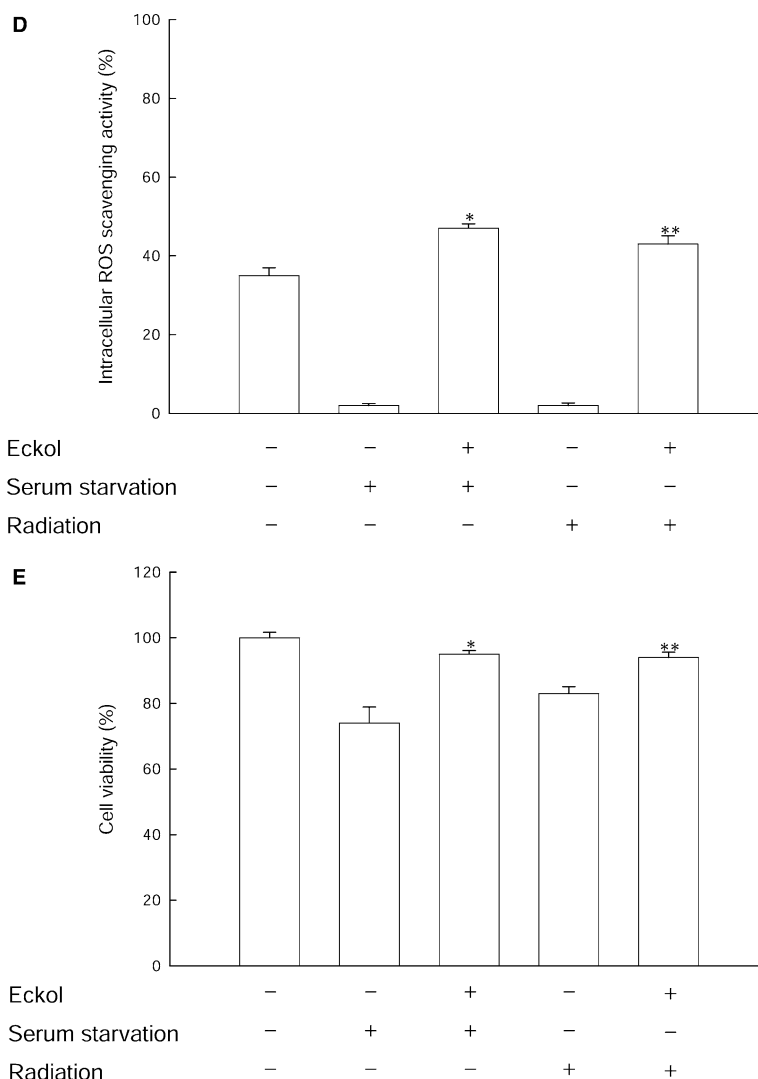 D
Intracellular ROS scavenging activity (%)
100
80
60
40
20
0
*
**
Eckol − − + − +
Serum starvation − + + − −
Radiation − − − + +
E
Cell viability (%)
120
100
80
60
40
20
0
*
**
Eckol − − + − +
Serum starvation − + + − −
Radiation − − − + +